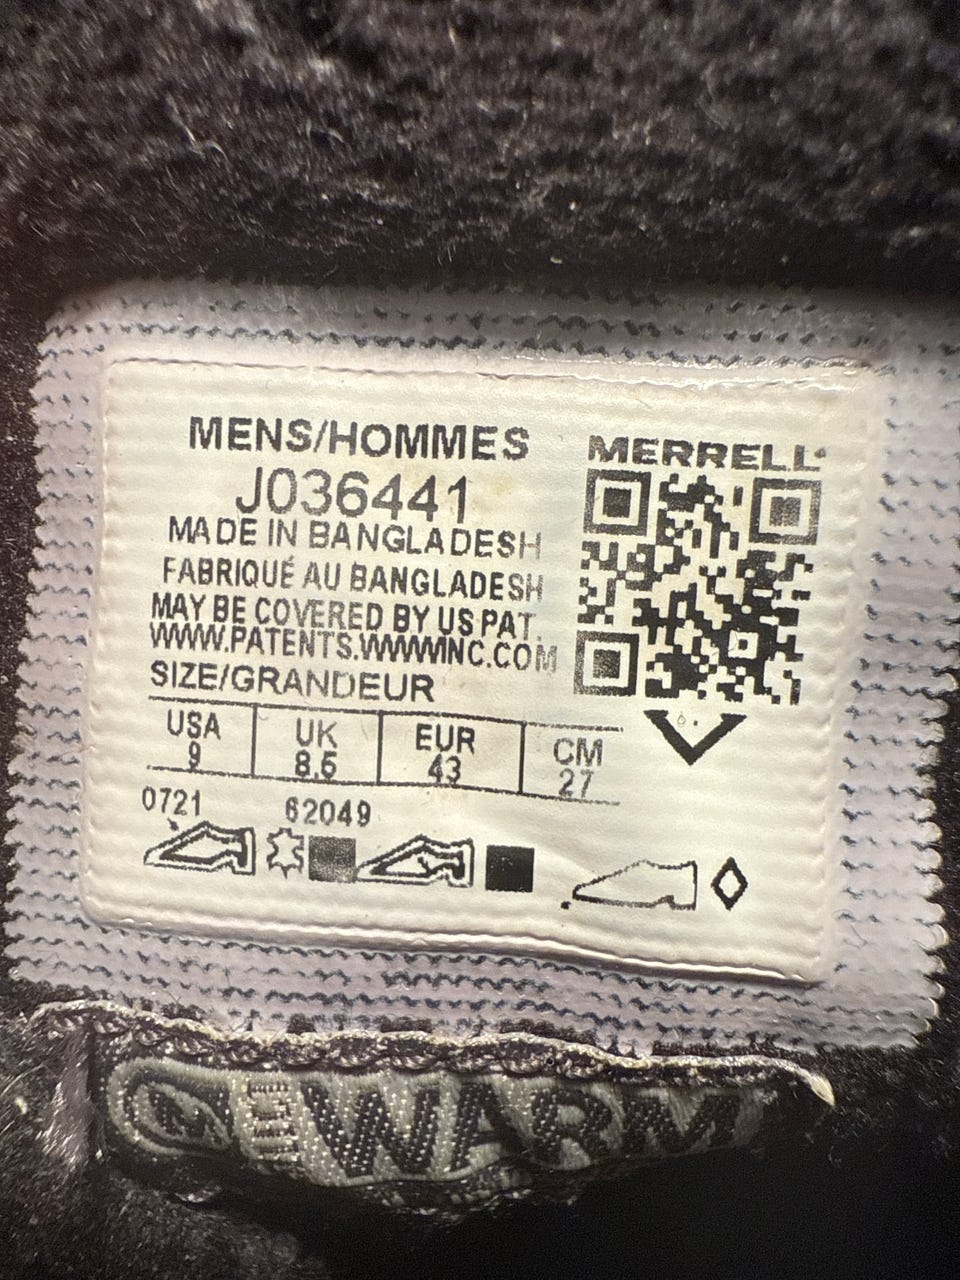 MENS/HOMMES
J036441
MADE IN BANGLADESH
FABRIQUÉ AU BANGLADESH
MAY BE COVERED BY US PAT.
WWW.PATENTS.WWWINC.COM
SIZE/GRANDEUR
USA UK EUR CM
9 8.5 43 27
0721 62049
MERRELL
WARM